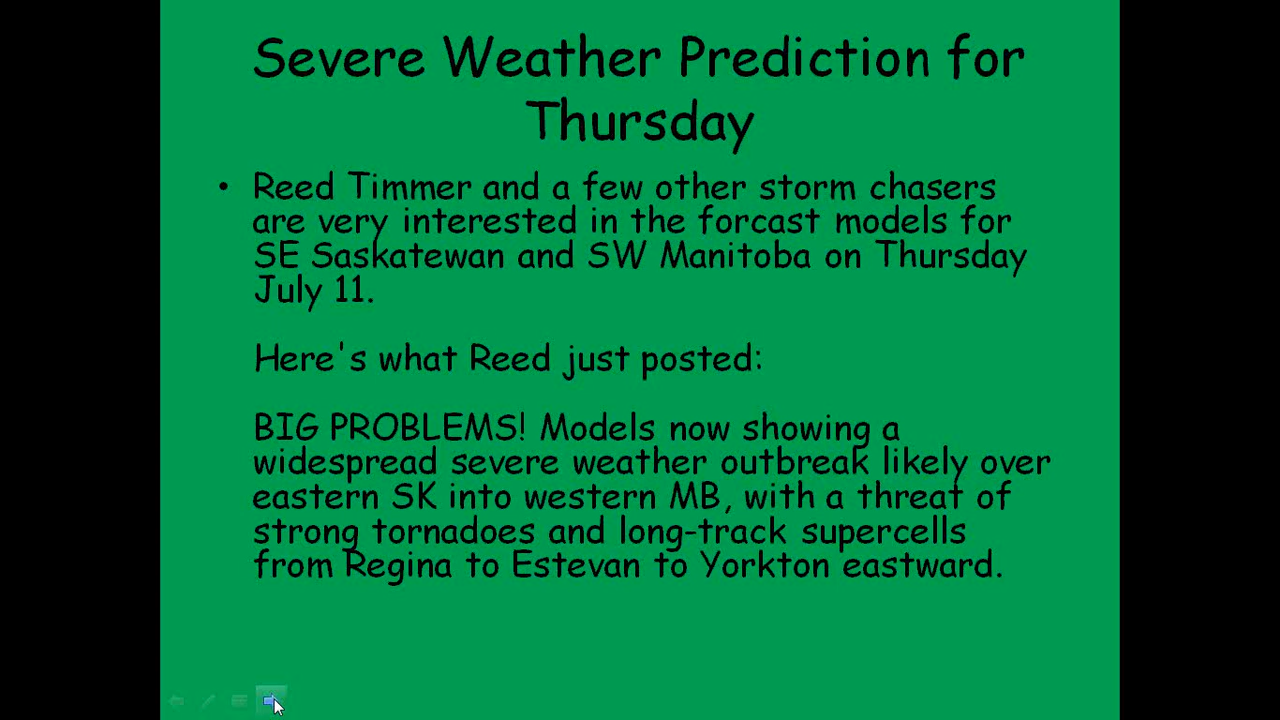 Severe Weather Prediction for
Thursday
• Reed Timmer and a few other storm chasers
are very interested in the forcast models for
SE Saskatewan and SW Manitoba on Thursday
July 11.
Here's what Reed just posted:
BIG PROBLEMS! Models now showing a
widespread severe weather outbreak likely over
eastern SK into western MB, with a threat of
strong tornadoes and long-track supercells
from Regina to Estevan to Yorkton eastward.